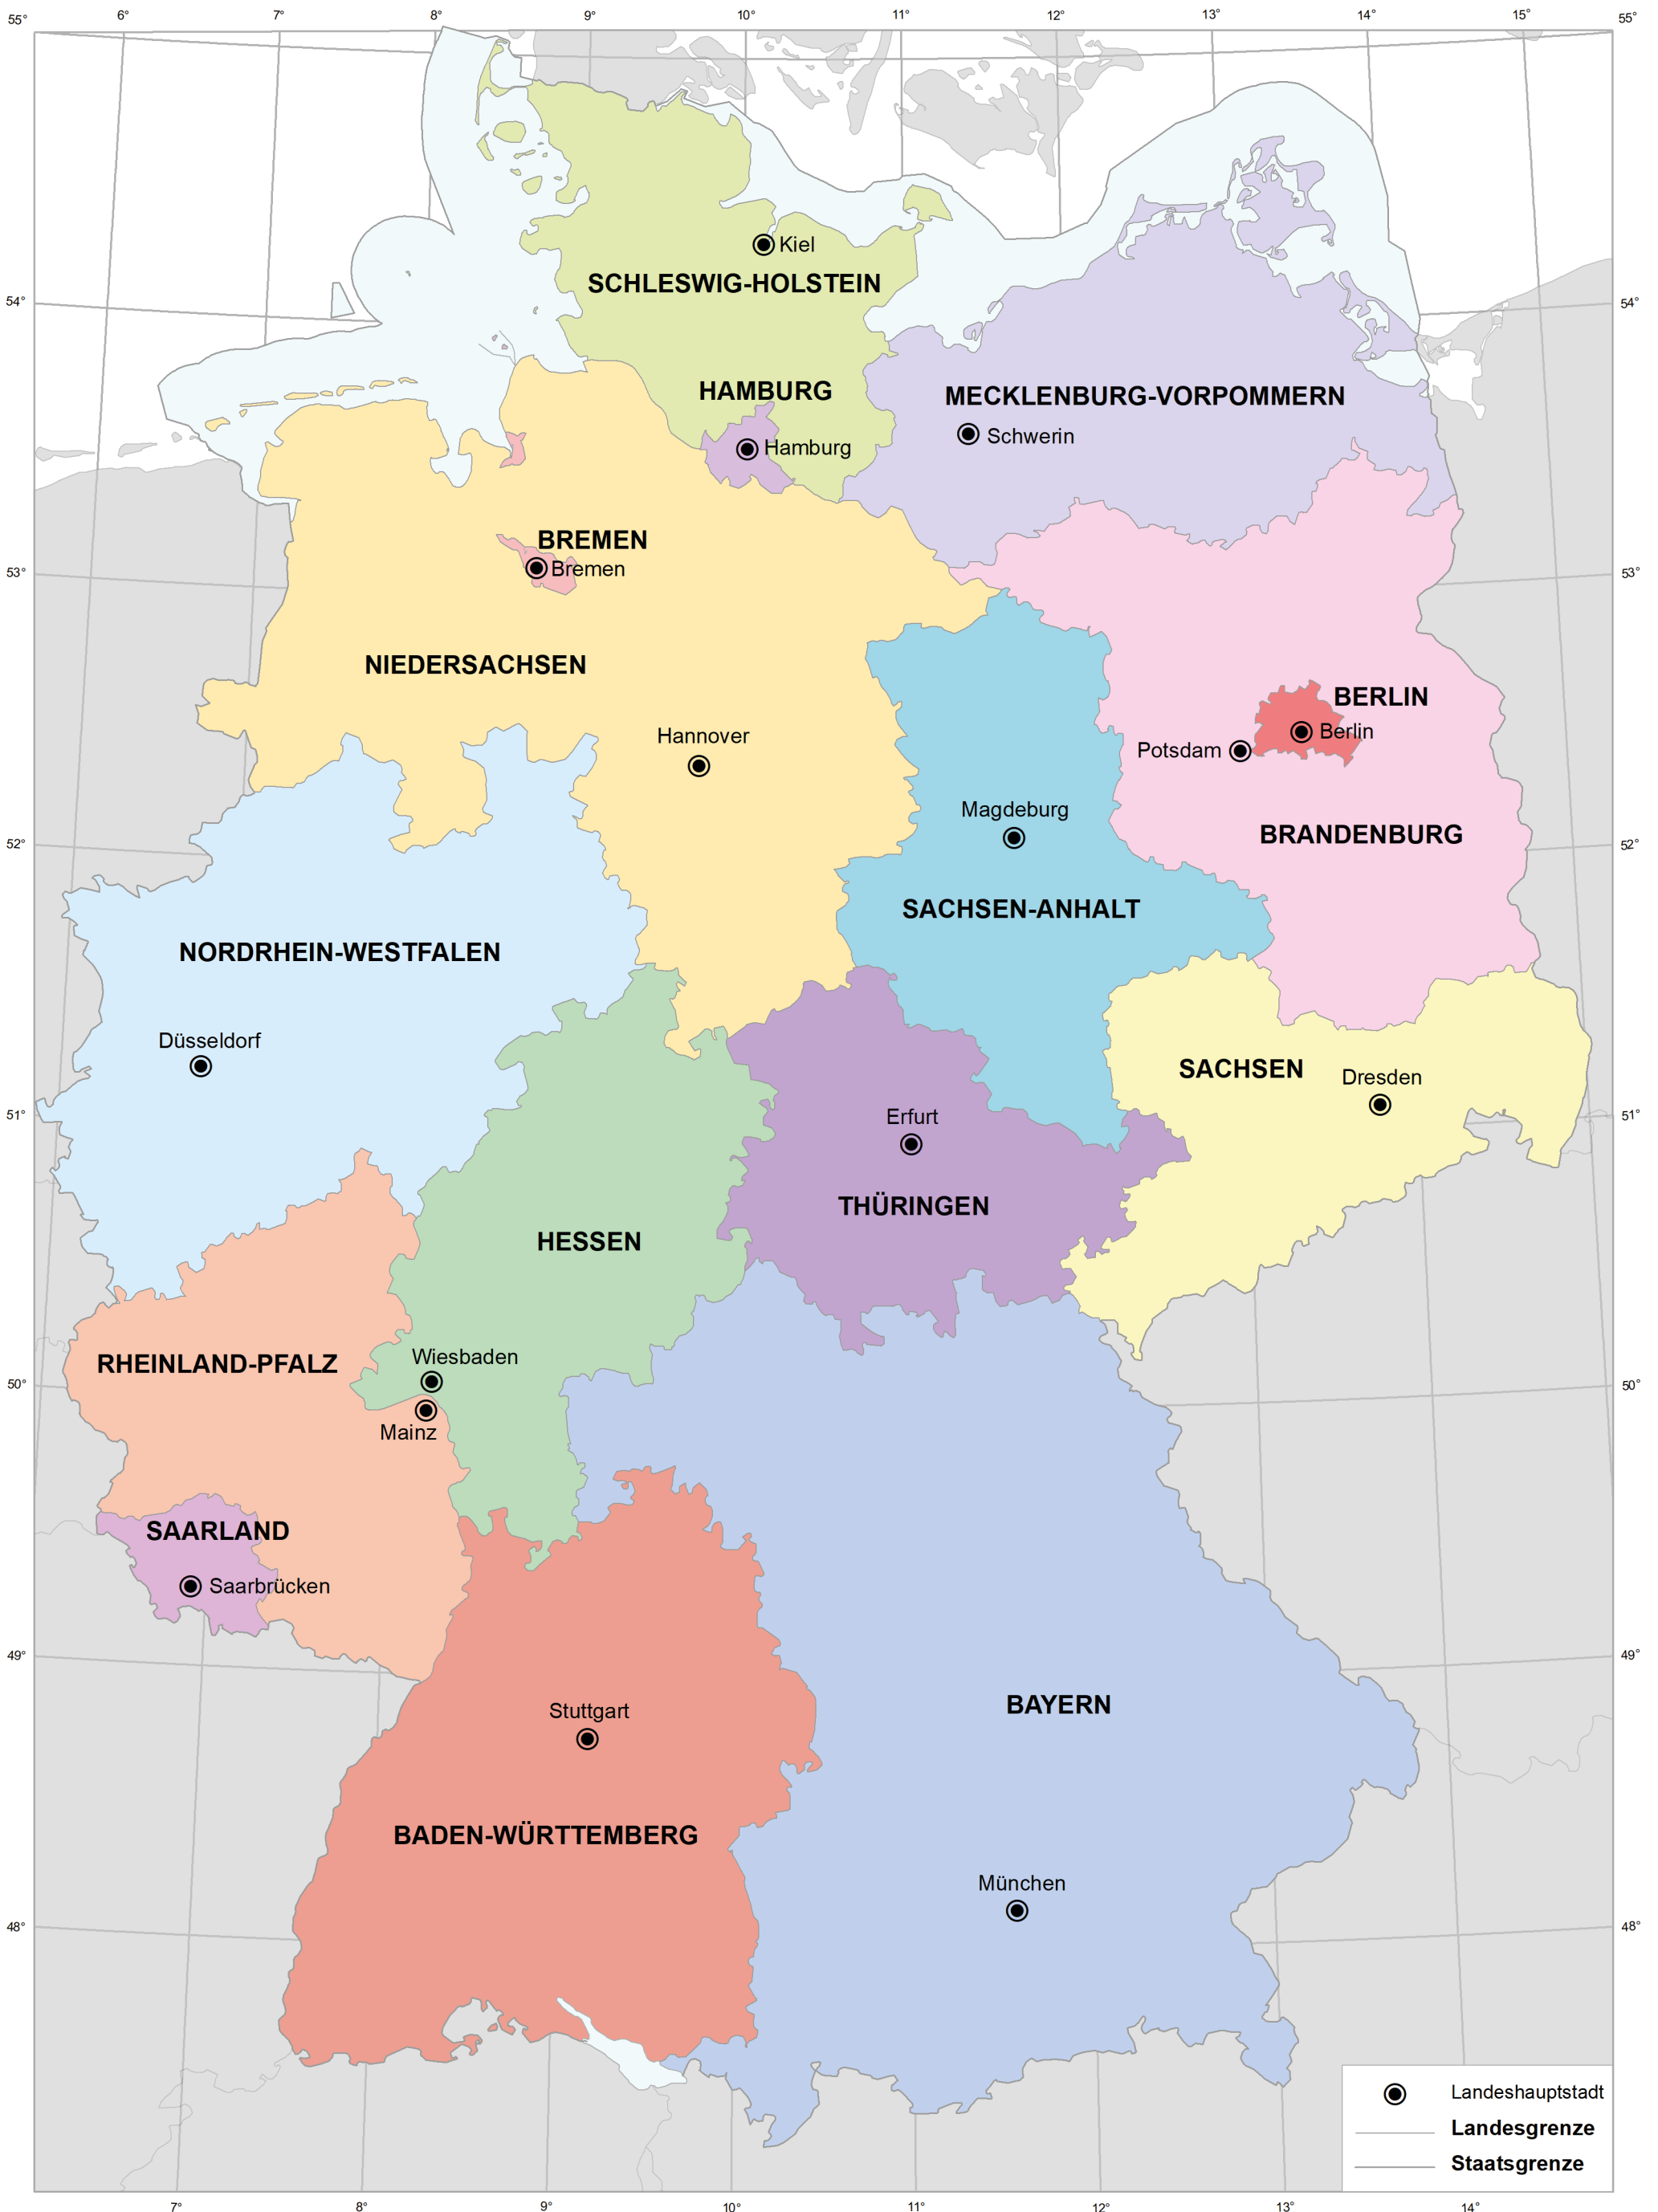 55° 6° 7° 8° 9° 10° 11° 12° 13° 14° 15° 55°
Kiel
SCHLESWIG-HOLSTEIN
54° 54°
HAMBURG
MECKLENBURG-VORPOMMERN
Schwerin
Hamburg
BREMEN
Bremen
53° 53°
NIEDERSACHSEN
BERLIN
Berlin
Hannover
Potsdam
Magdeburg
BRANDENBURG
52° 52°
SACHSEN-ANHALT
NORDRHEIN-WESTFALEN
Düsseldorf
SACHSEN
Dresden
51° 51°
Erfurt
THÜRINGEN
HESSEN
Wiesbaden
RHEINLAND-PFALZ
50° 50°
Mainz
SAARLAND
Saarbrücken
49° 49°
BAYERN
Stuttgart
BADEN-WÜRTTEMBERG
München
48° 48°
Landeshauptstadt
Landesgrenze
Staatsgrenze
7° 8° 9° 10° 11° 12° 13° 14°